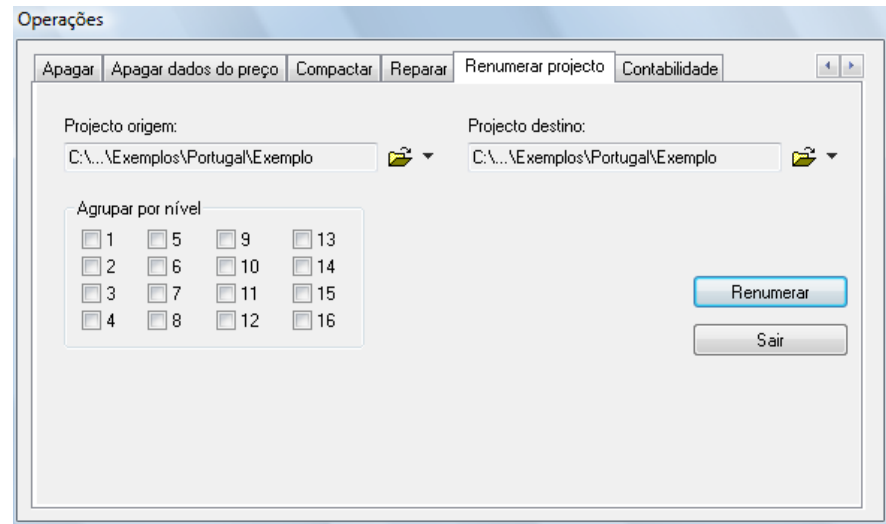 Operações
Apagar Apagar dados do preço Compactar Reparar Renumerar projecto Contabilidade
Projecto origem: Projecto destino:
C:\...\Exemplos\Portugal\Exemplo C:\...\Exemplos\Portugal\Exemplo
Agrupar por nível
1 5 9 13
2 6 10 14
3 7 11 15
4 8 12 16
Renumerar
Sair